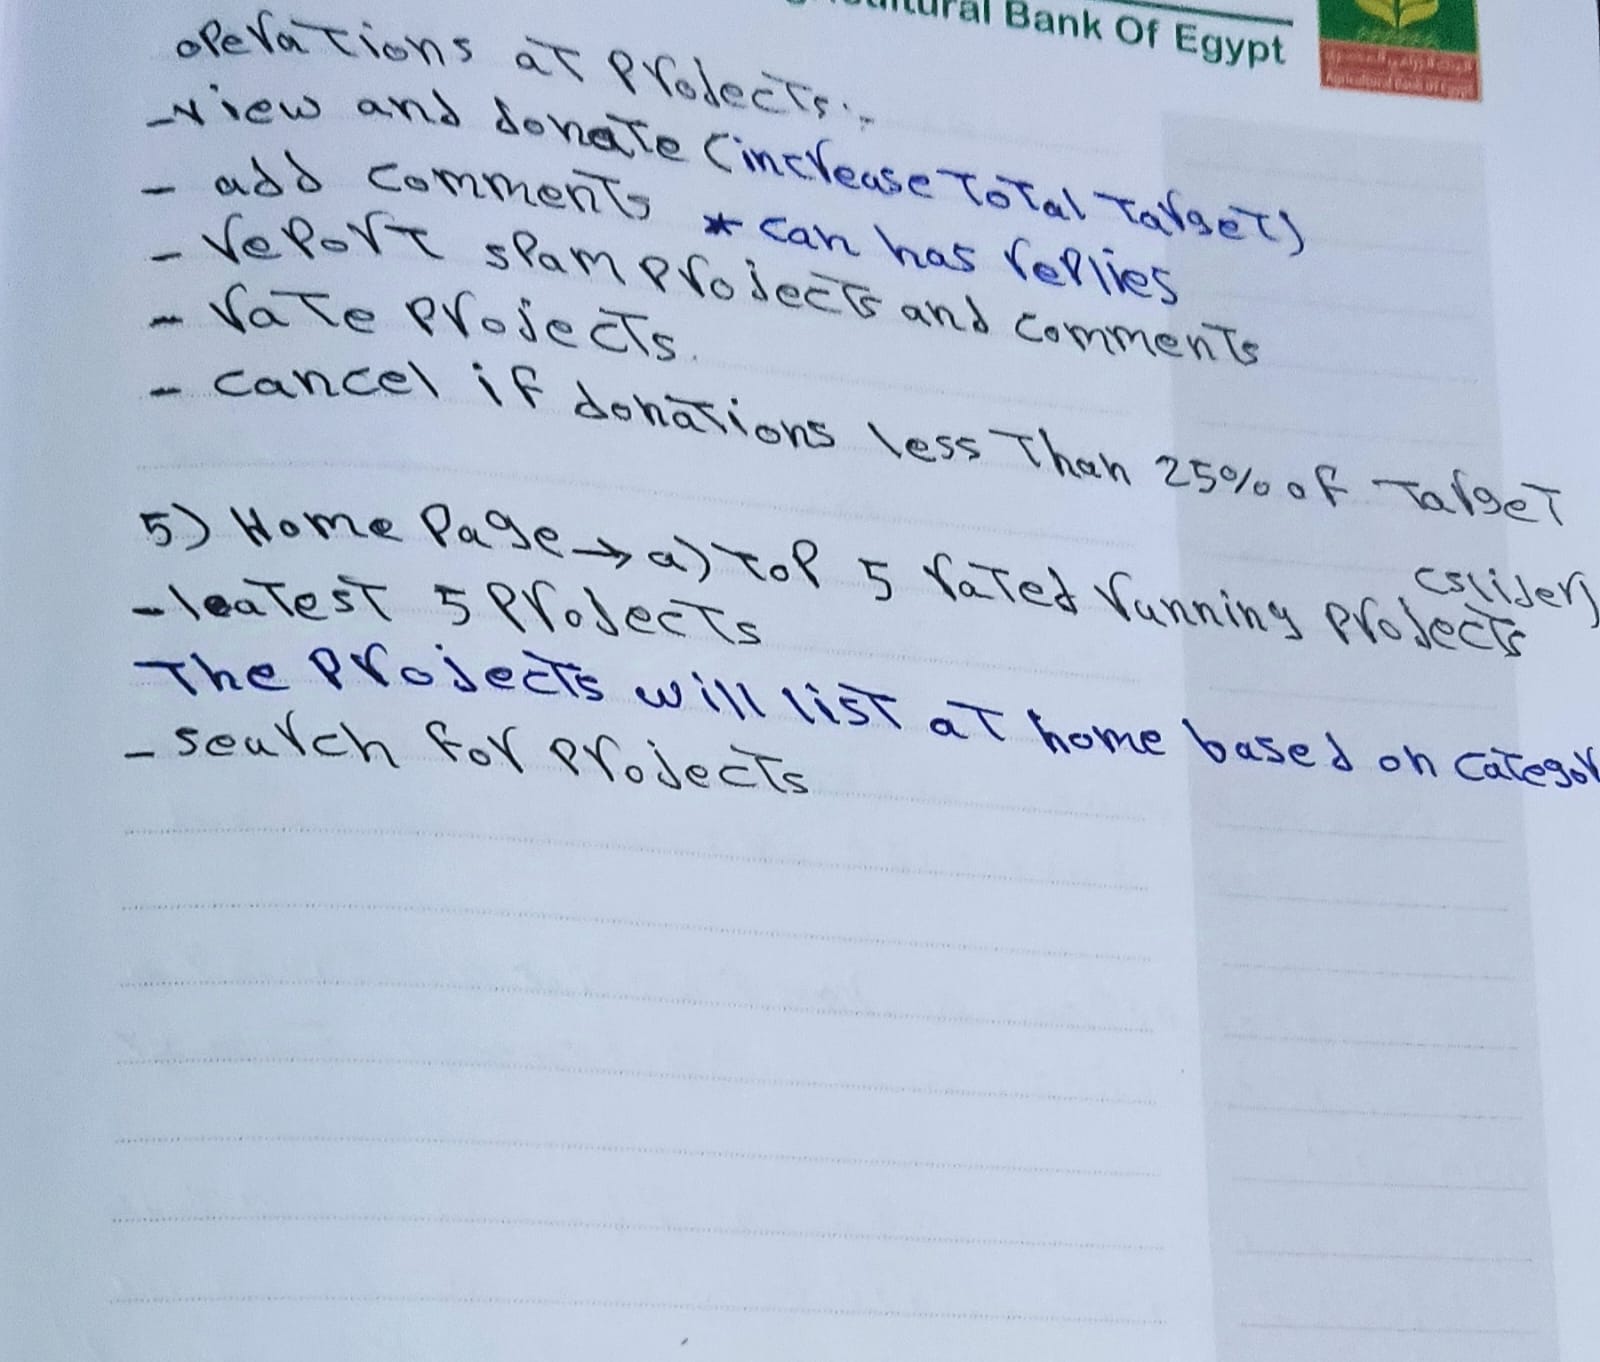 Bank Of Egypt
Agricultural Bank of Egypt
operations at projects:-
-view and donate (increase total target)
- add comments * can has replies
- report spam projects and comments
- rate projects.
- cancel if donations less than 25% of target
5) Home Page → a) top 5 rated running projects (slider)
- leatest 5 projects
The projects will list at home based on categor
- search for projects